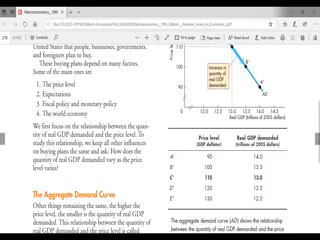 United States that people, businesses, governments,
and foreigners plan to buy.
These buying plans depend on many factors.
Some of the main ones are
1. The price level
2. Expectations
3. Fiscal policy and monetary policy
4. The world economy
We first focus on the relationship between the quan-
tity of real GDP demanded and the price level. To
study this relationship, we keep all other influences
on buying plans the same and ask: How does the
quantity of real GDP demanded vary as the price
level varies?
The Aggregate Demand Curve
Other things remaining the same, the higher the
price level, the smaller is the quantity of real GDP
demanded. This relationship between the quantity of
real GDP demanded and the price level is called
110
100
90
Increase in
quantity of
real GDP
demanded
C'
B'
A'
AD
0
12.0
12.5
13.0
13.5
14.0
14.5
Real GDP (trillions of 2005 dollars)
Price level
(GDP deflator)
Real GDP demanded
(trillions of 2005 dollars)
A' 90 14.0
B' 100 13.5
C' 110 13.0
D' 120 12.5
E' 130 12.0
The aggregate demand curve (AD) shows the relationship
between the quantity of real GDP demanded and the price